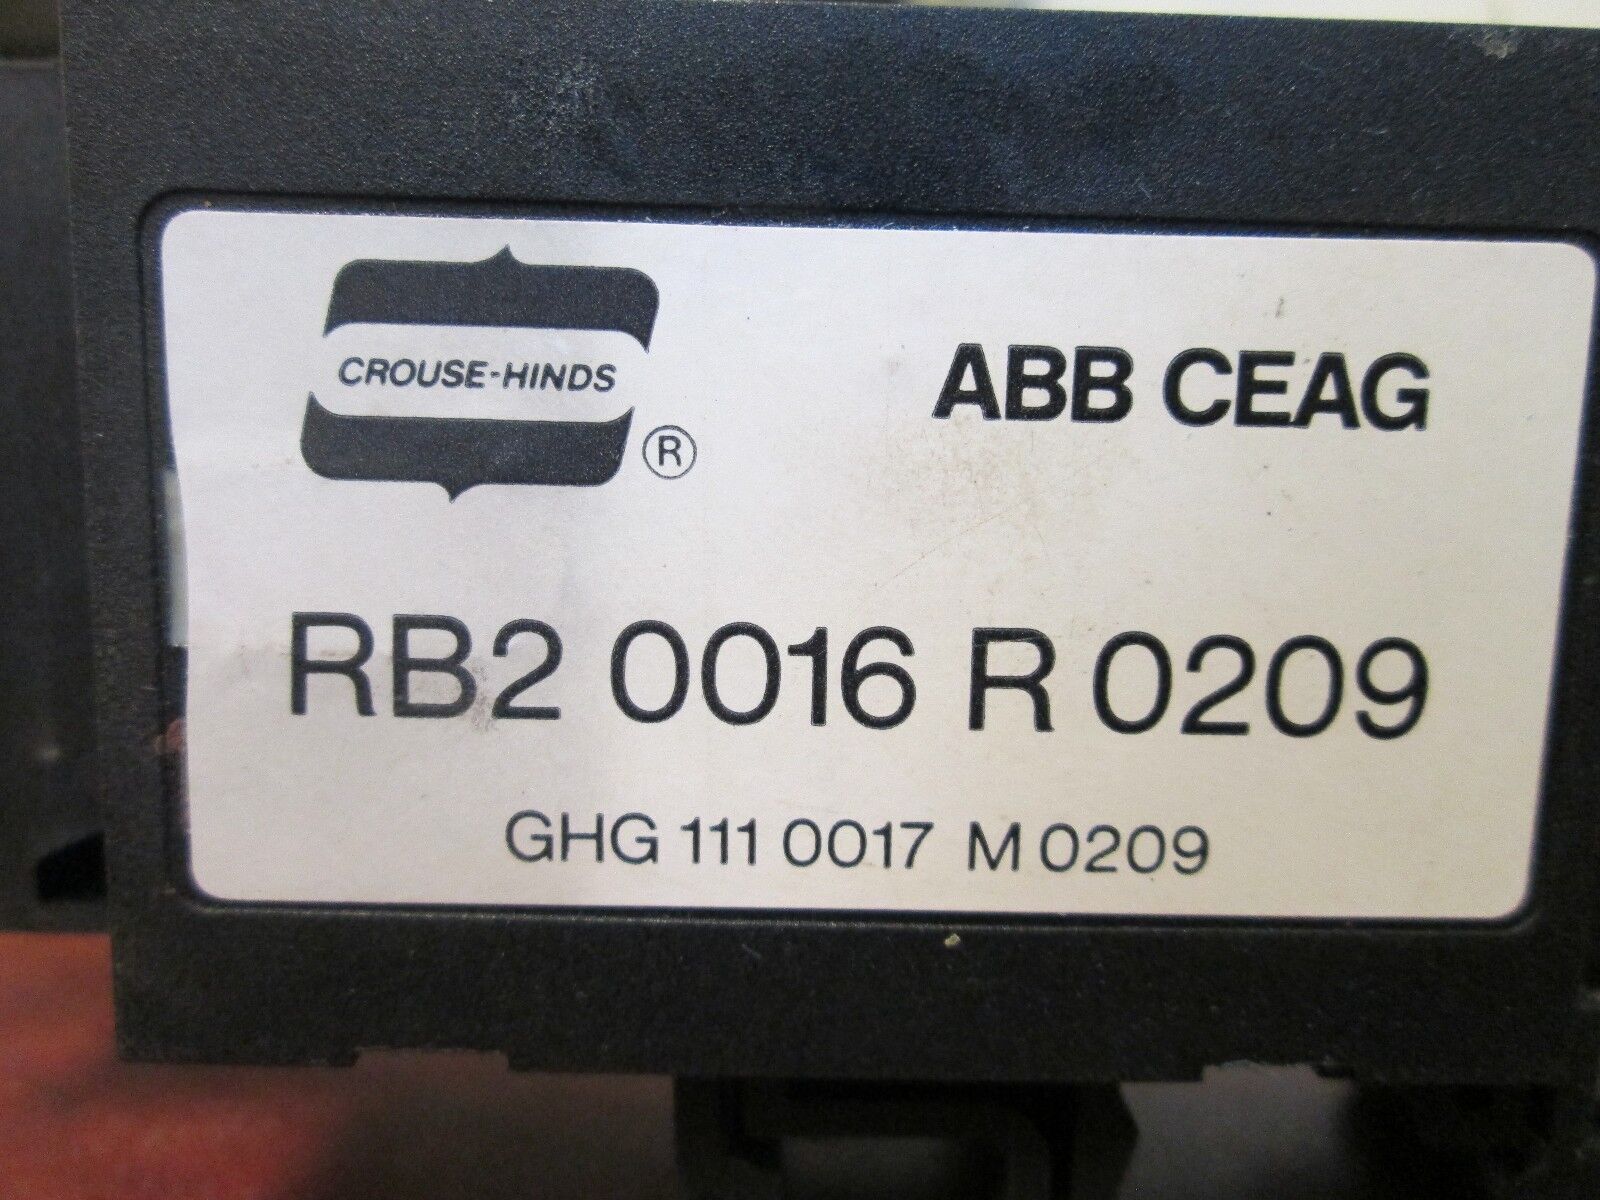 CROUSE-HINDS
®
ABB CEAG
RB2 0016 R 0209
GHG 111 0017 M 0209